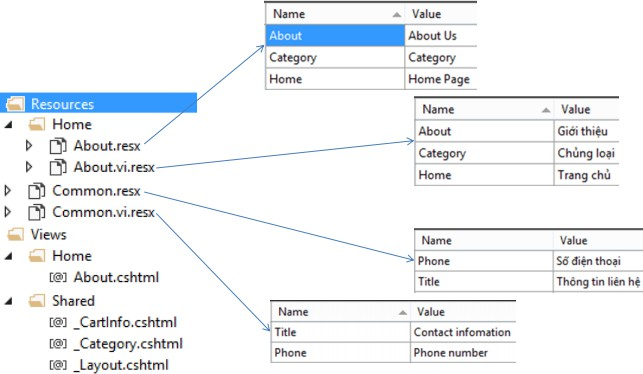 Name Value
About About Us
Category Category
Home Home Page
Resources
Home
About.resx
About.vi.resx
Common.resx
Common.vi.resx
Views
Home
[@] About.cshtml
Shared
[@] _CartInfo.cshtml
[@] _Category.cshtml
[@] _Layout.cshtml
Name Value
About Giới thiệu
Category Chủng loại
Home Trang chủ
Name Value
Phone Số điện thoại
Title Thông tin liên hệ
Name Value
Title Contact infomation
Phone Phone number